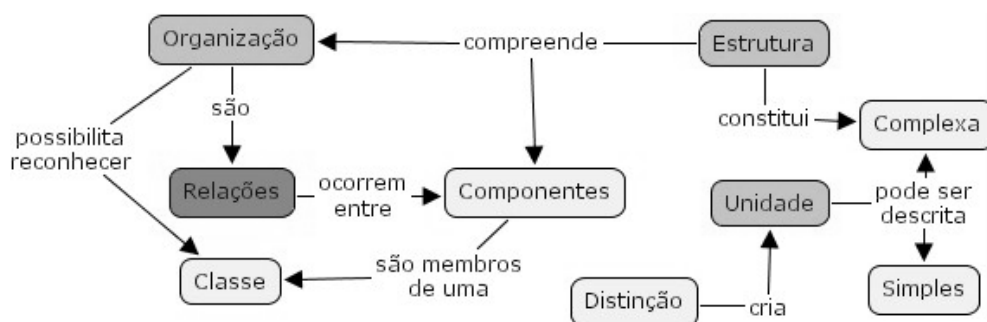 Organização
compreende
Estrutura
são
possibilita
reconhecer
constitui
Complexa
Relações
ocorrem
entre
Componentes
Unidade
pode ser
descrita
são membros
de uma
Classe
Distinção
cria
Simples